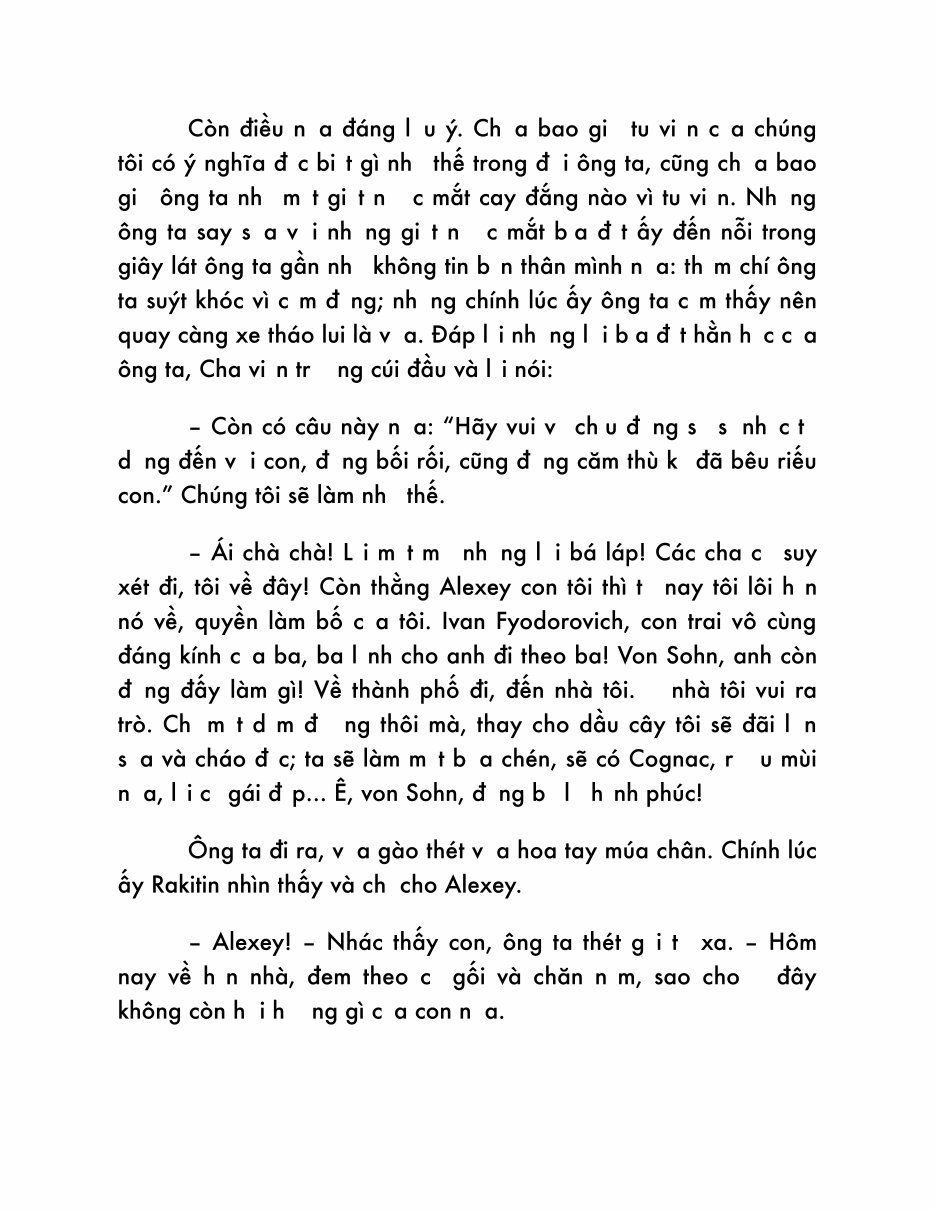 Còn điều n a đáng l u ý. Ch a bao gi tu vi n c a chúng
tôi có ý nghĩa đ c bi t gì nh thế trong đ i ông ta, cũng ch a bao
gi ông ta nh m t gi t n c mắt cay đắng nào vì tu vi n. Nh ng
ông ta say s a v i nh ng gi t n c mắt b a đ t ấy đến nỗi trong
giây lát ông ta gần nh không tin b n thân mình n a: th m chí ông
ta suýt khóc vì c m đ ng; nh ng chính lúc ấy ông ta c m thấy nên
quay càng xe tháo lui là v a. Đáp l i nh ng l i b a đ t hằn h c c a
ông ta, Cha vi n tr ng cúi đầu và l i nói:
– Còn có câu này n a: “Hãy vui v ch u đ ng s s nh c t
d ng đến v i con, đ ng bối rối, cũng đ ng căm thù k đã bêu riếu
con.” Chúng tôi sẽ làm nh thế.
– Ái chà chà! L i m t m nh ng l i bá láp! Các cha c suy
xét đi, tôi về đây! Còn thằng Alexey con tôi thì t nay tôi lôi h n
nó về, quyền làm bố c a tôi. Ivan Fyodorovich, con trai vô cùng
đáng kính c a ba, ba l nh cho anh đi theo ba! Von Sohn, anh còn
đ ng đấy làm gì! Về thành phố đi, đến nhà tôi. nhà tôi vui ra
trò. Ch m t d m đ ng thôi mà, thay cho dầu cây tôi sẽ đãi l n
s a và cháo đ c; ta sẽ làm m t b a chén, sẽ có Cognac, r u mùi
n a, l i c gái đ p... Ê, von Sohn, đ ng b l h nh phúc!
Ông ta đi ra, v a gào thét v a hoa tay múa chân. Chính lúc
ấy Rakitin nhìn thấy và ch cho Alexey.
– Alexey! – Nhác thấy con, ông ta thét g i t xa. – Hôm
nay về h n nhà, đem theo c gối và chăn n m, sao cho đây
không còn h i h ng gì c a con n a.